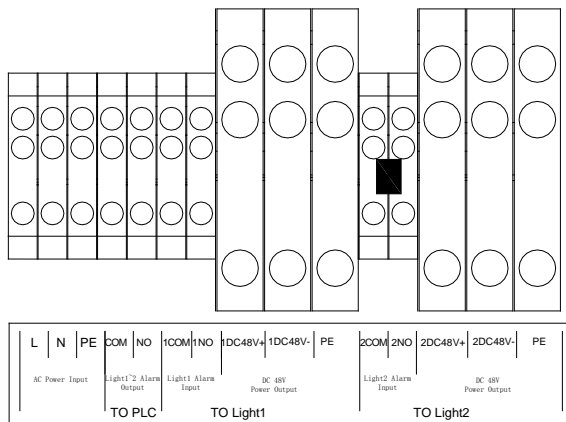 L N PE COM NO 1COM 1NO 1DC48V+ 1DC48V- PE 2COM 2NO 2DC48V+ 2DC48V- PE
AC Power Input Light1~2 Alarm Light1 Alarm DC 48V Light2 Alarm DC 48V
Output Input Power Output Input Power Output
TO PLC TO Light1 TO Light2